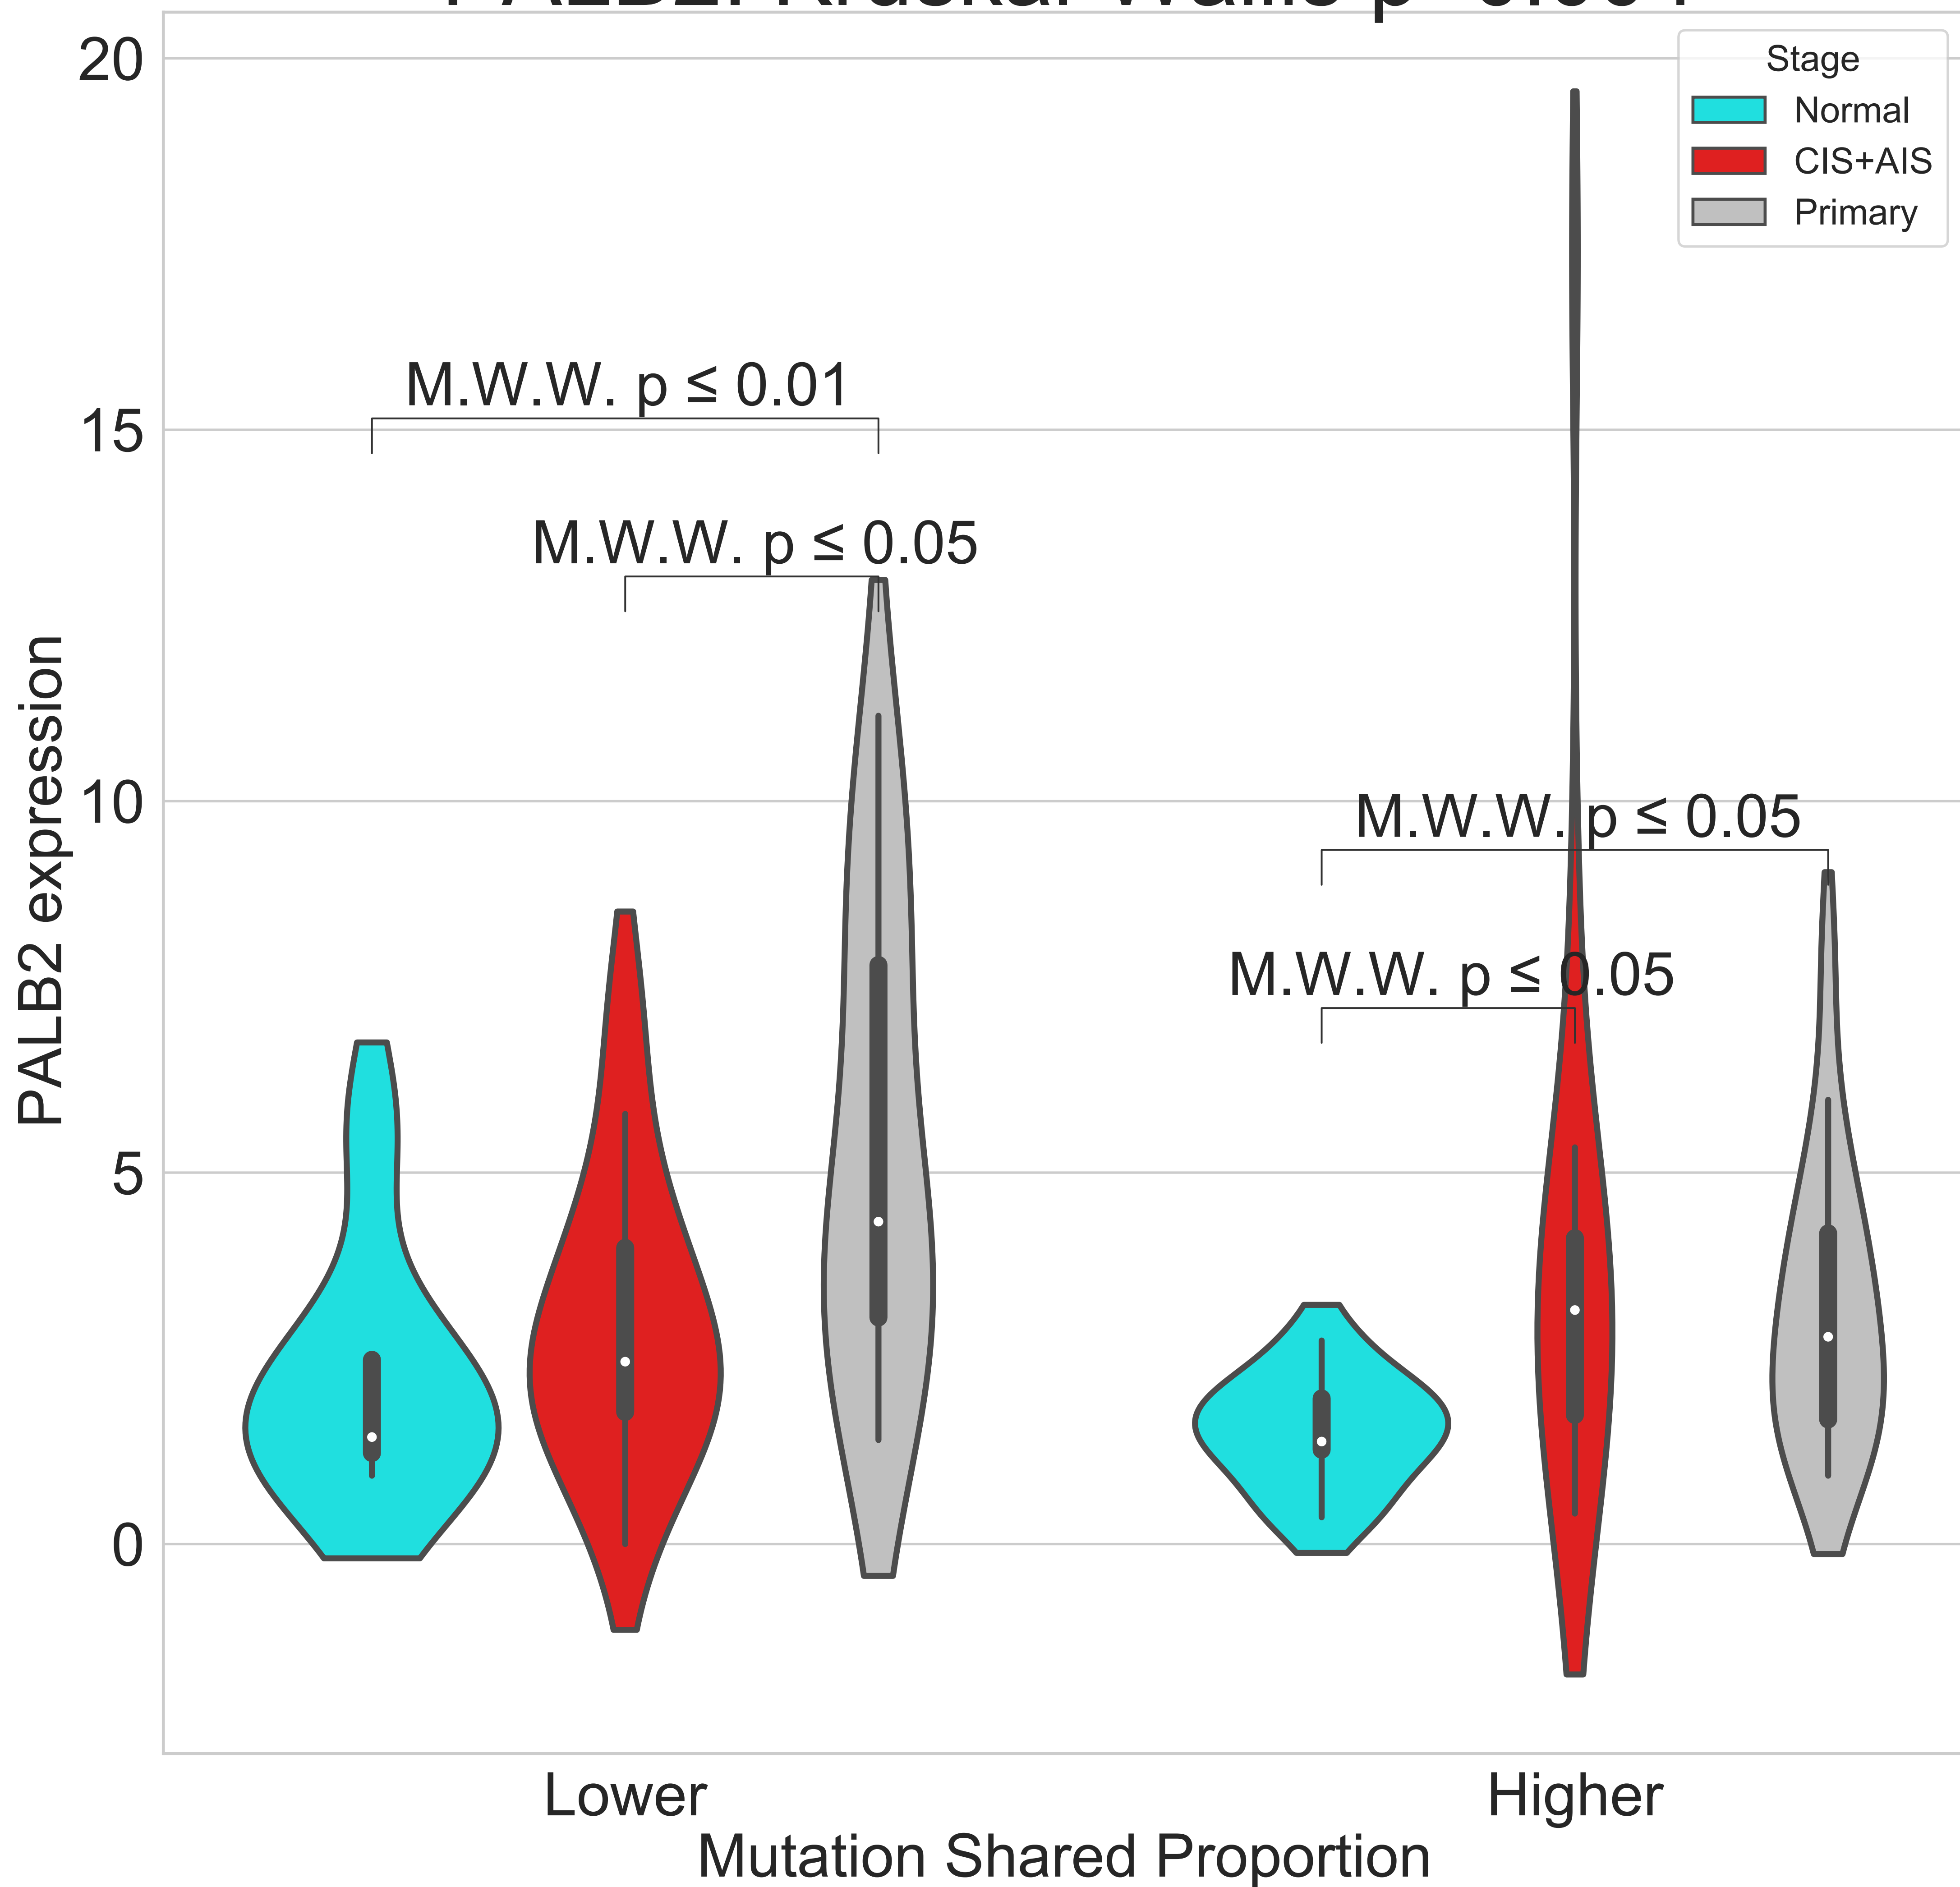 20
15
10
5
0
PALB2 expression
Stage
Normal
CIS+AIS
Primary
M.W.W. p ≤ 0.01
M.W.W. p ≤ 0.05
M.W.W. p ≤ 0.05
M.W.W. p ≤ 0.05
Lower
Higher
Mutation Shared Proportion